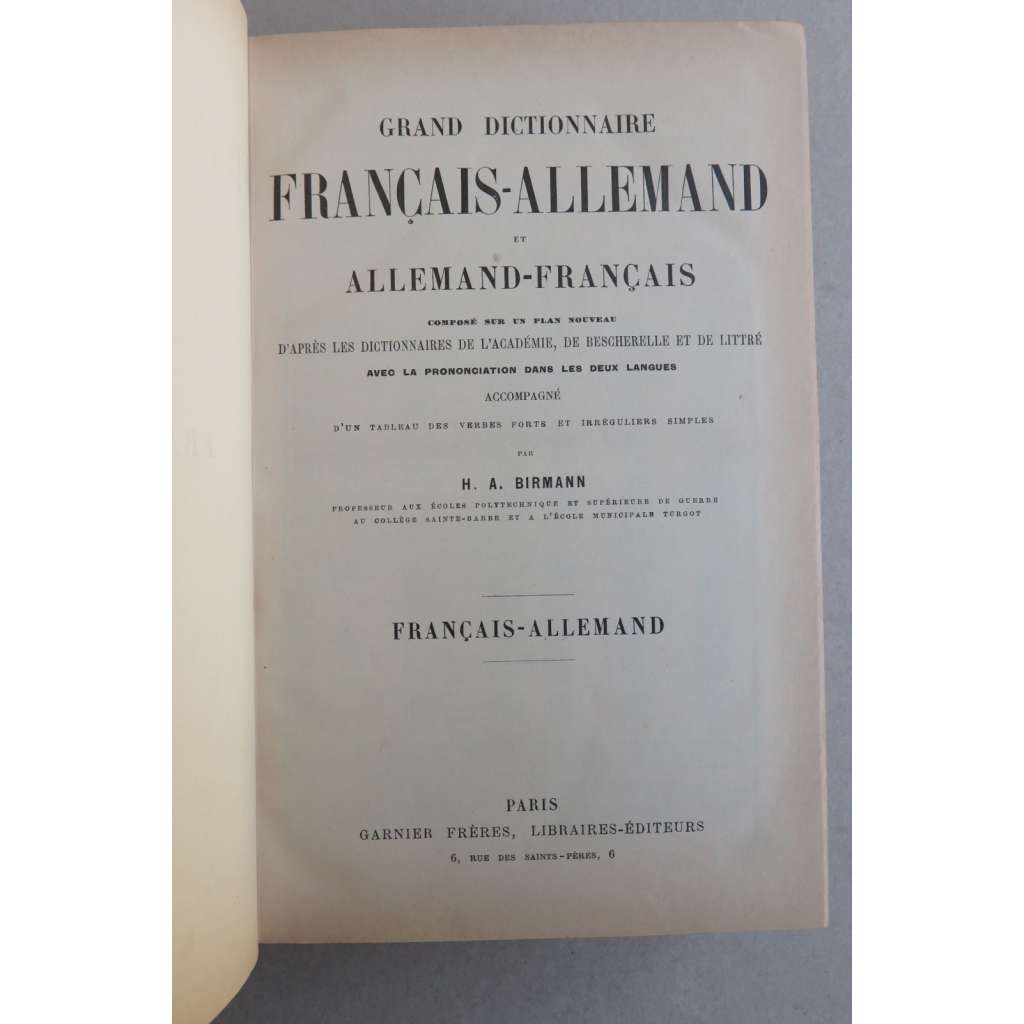 GRAND DICTIONNAIRE
FRANÇAIS-ALLEMAND
ET
ALLEMAND-FRANÇAIS
COMPOSÉ SUR UN PLAN NOUVEAU
D'APRÈS LES DICTIONNAIRES DE L'ACADÉMIE, DE BESCHERELLE ET DE LITTRÉ
AVEC LA PRONONCIATION DANS LES DEUX LANGUES
ACCOMPAGNÉ
D'UN TABLEAU DES VERBES FORTS ET IRRÉGULIERS SIMPLES
PAR
H. A. BIRMANN
PROFESSEUR AUX ÉCOLES POLYTECHNIQUE ET SUPÉRIEURE DE GUERRE
AU COLLÈGE SAINTE-BARBE ET A L'ÉCOLE MUNICIPALE TURGOT
FRANÇAIS-ALLEMAND
PARIS
GARNIER FRÈRES, LIBRAIRES-ÉDITEURS
6, RUE DES SAINTS-PÈRES, 6